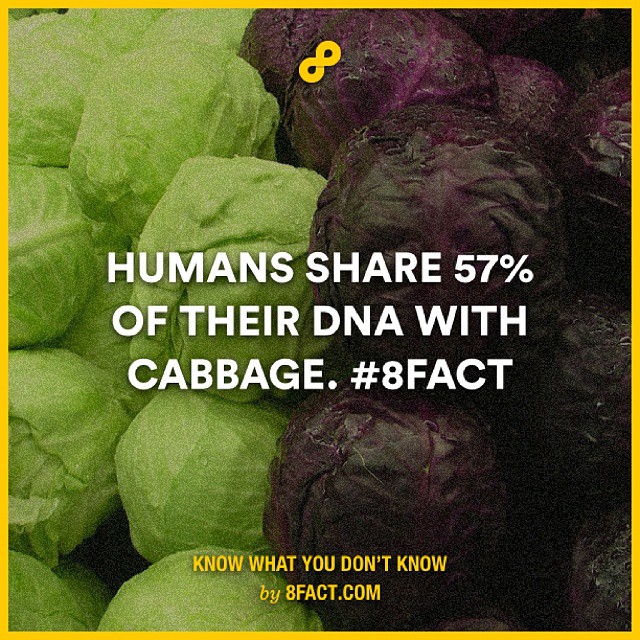 HUMANS SHARE 57%
OF THEIR DNA WITH
CABBAGE. #8FACT
KNOW WHAT YOU DON'T KNOW
by 8FACT.COM